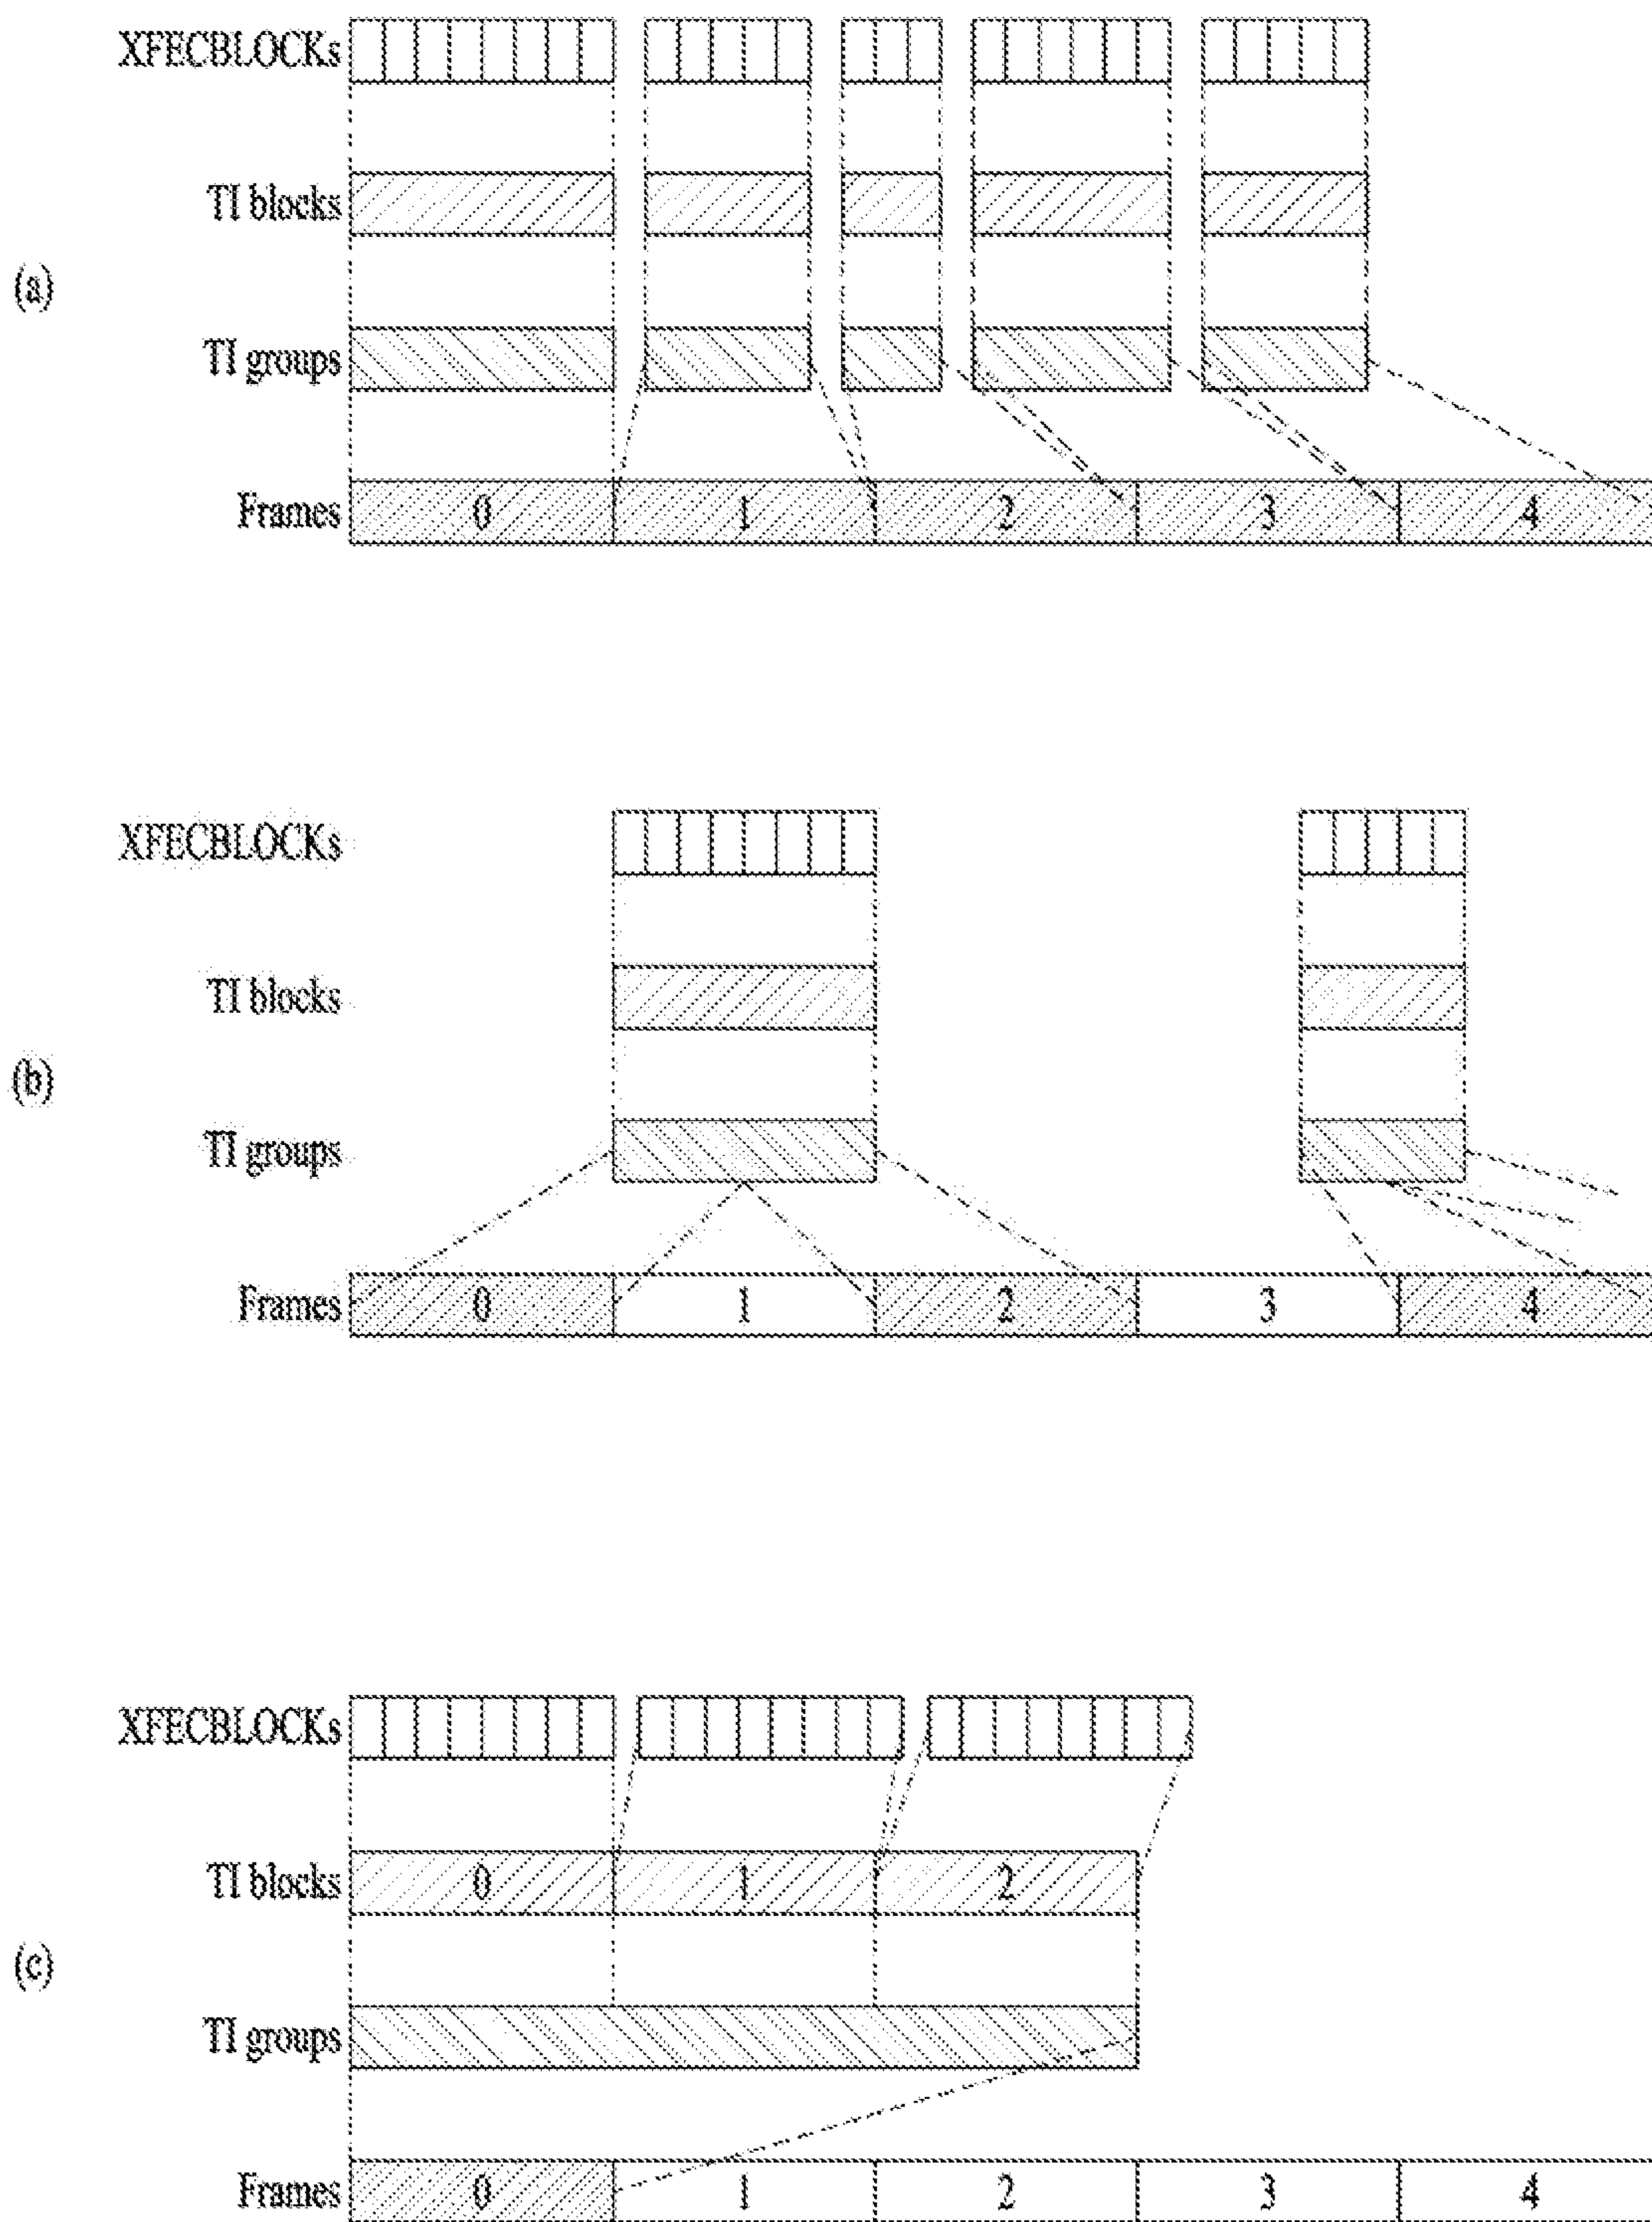 XFECBLOCKs
TI blocks
(a)
TI groups
Frames 0 1 2 3 4
XFECBLOCKs
TI blocks
(b)
TI groups
Frames 0 1 2 3 4
XFECBLOCKs
TI blocks 0 1 2
(c)
TI groups
Frames 0 1 2 3 4